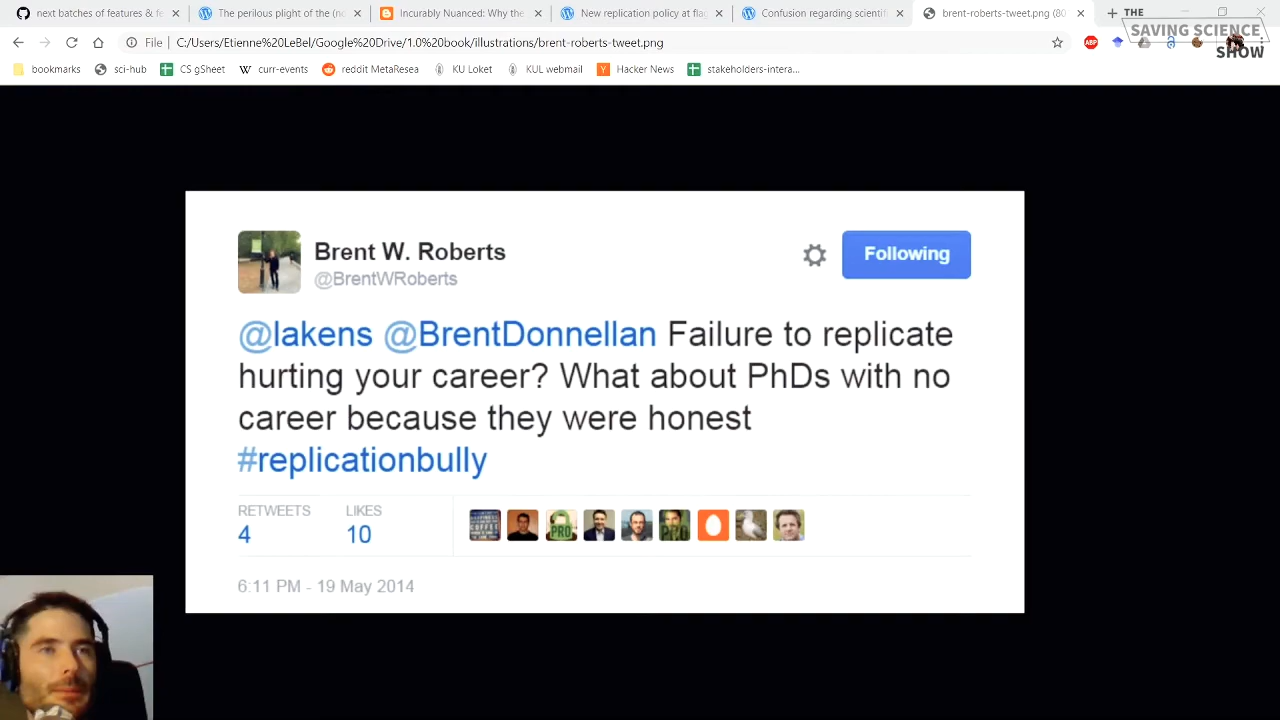 next batches of features & fe
The perilous plight of the (no
Incurably Nuanced: Why the
New replication policy at flag
Confusion regarding scientifi
brent-roberts-tweet.png (80
THE
SAVING SCIENCE
SHOW
File
C:/Users/Etienne%20LeBel/Google%20Drive/1
s/brent-roberts-tweet.png
ABP
bookmarks
sci-hub
CS gSheet
curr-events
reddit MetaResea
KU Loket
KUL webmail
Hacker News
stakeholders-intera...
Brent W. Roberts
@BrentWRoberts
Following
@lakens @BrentDonnellan Failure to replicate
hurting your career? What about PhDs with no
career because they were honest
#replicationbully
RETWEETS
LIKES
4
10
6:11 PM - 19 May 2014